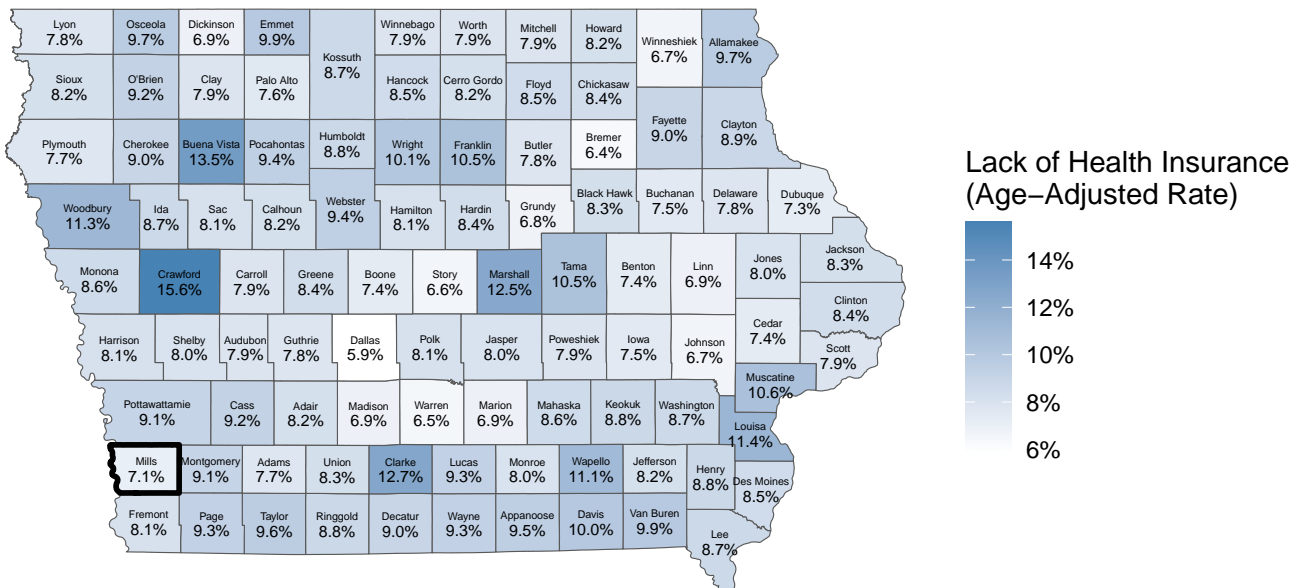 Lyon
7.8%
Osceola
9.7%
Dickinson
6.9%
Emmet
9.9%
Kossuth
8.7%
Winnebago
7.9%
Worth
7.9%
Mitchell
7.9%
Howard
8.2%
Winneshiek
6.7%
Allamakee
9.7%
Sioux
8.2%
O'Brien
9.2%
Clay
7.9%
Palo Alto
7.6%
Hancock
8.5%
Cerro Gordo
8.2%
Floyd
8.5%
Chickasaw
8.4%
Fayette
9.0%
Clayton
8.9%
Plymouth
7.7%
Cherokee
9.0%
Buena Vista
13.5%
Pocahontas
9.4%
Humboldt
8.8%
Wright
10.1%
Franklin
10.5%
Butler
7.8%
Bremer
6.4%
Woodbury
11.3%
Ida
8.7%
Sac
8.1%
Calhoun
8.2%
Webster
9.4%
Hamilton
8.1%
Hardin
8.4%
Grundy
6.8%
Black Hawk
8.3%
Buchanan
7.5%
Delaware
7.8%
Dubuque
7.3%
Monona
8.6%
Crawford
15.6%
Carroll
7.9%
Greene
8.4%
Boone
7.4%
Story
6.6%
Marshall
12.5%
Tama
10.5%
Benton
7.4%
Linn
6.9%
Jones
8.0%
Jackson
8.3%
Clinton
8.4%
Harrison
8.1%
Shelby
8.0%
Audubon
7.9%
Guthrie
7.8%
Dallas
5.9%
Polk
8.1%
Jasper
8.0%
Poweshiek
7.9%
Iowa
7.5%
Johnson
6.7%
Cedar
7.4%
Scott
7.9%
Muscatine
10.6%
Pottawattamie
9.1%
Cass
9.2%
Adair
8.2%
Madison
6.9%
Warren
6.5%
Marion
6.9%
Mahaska
8.6%
Keokuk
8.8%
Washington
8.7%
Louisa
11.4%
Mills
7.1%
Montgomery
9.1%
Adams
7.7%
Union
8.3%
Clarke
12.7%
Lucas
9.3%
Monroe
8.0%
Wapello
11.1%
Jefferson
8.2%
Henry
8.8%
Des Moines
8.5%
Fremont
8.1%
Page
9.3%
Taylor
9.6%
Ringgold
8.8%
Decatur
9.0%
Wayne
9.3%
Appanoose
9.5%
Davis
10.0%
Van Buren
9.9%
Lee
8.7%
Lack of Health Insurance
(Age−Adjusted Rate)
14%
12%
10%
8%
6%